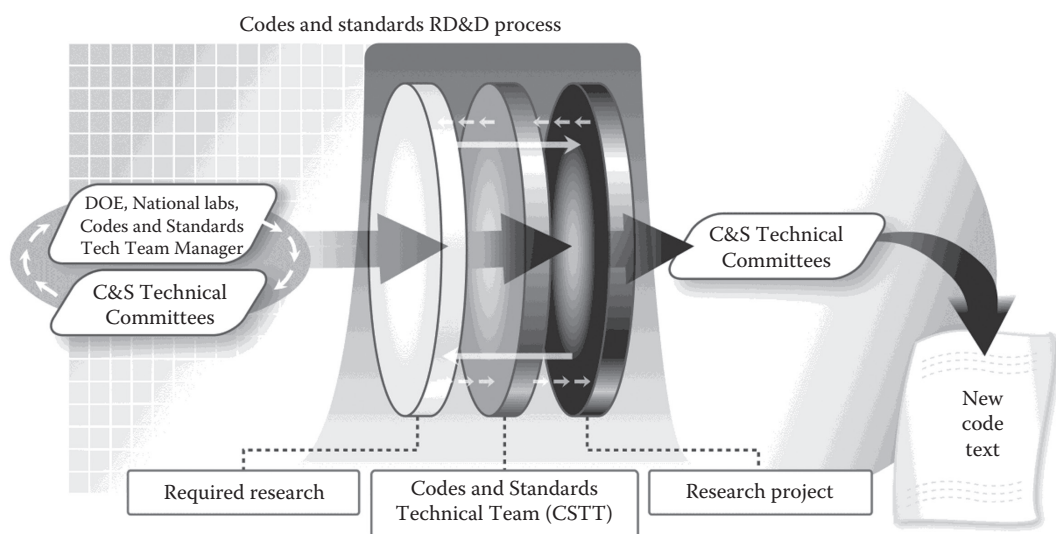 Codes and standards RD&D process
DOE, National labs,
Codes and Standards
Tech Team Manager
C&S Technical
Committees
C&S Technical
Committees
New
code
text
Required research
Codes and Standards
Technical Team (CSTT)
Research project